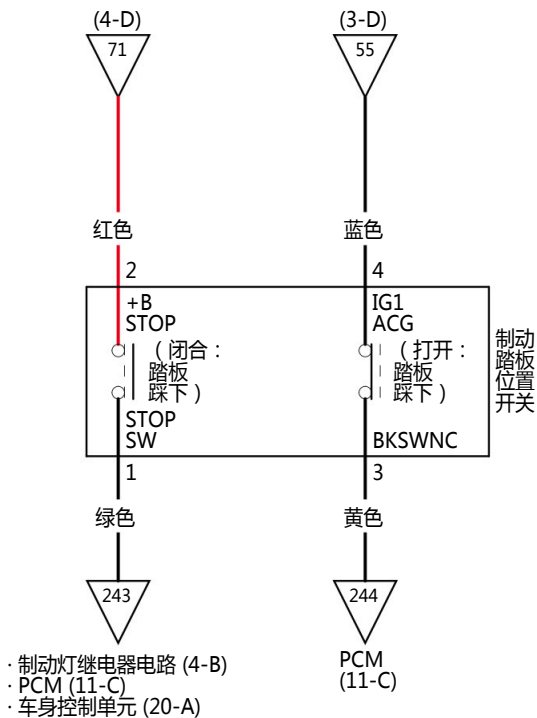 (4-D)
(3-D)
71
55
红色
蓝色
2
4
+B
STOP
IG1
ACG
(闭合:
踏板
踩下)
(打开:
踏板
踩下)
制动
踏板
位置
开关
STOP
SW
BKSWNC
1
3
绿色
黄色
243
244
·制动灯继电器电路 (4-B)
·PCM (11-C)
·车身控制单元 (20-A)
PCM
(11-C)